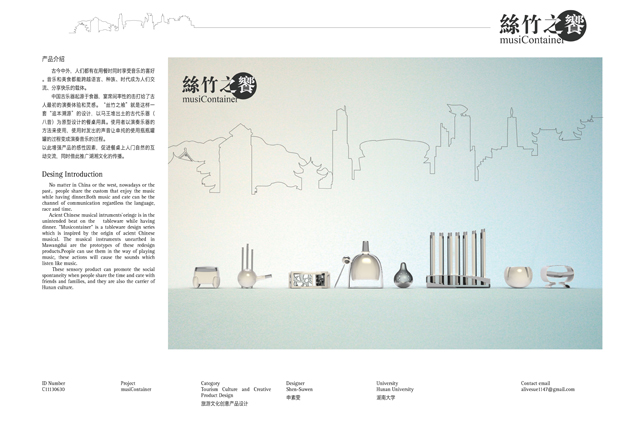 絲竹之饗
musiContainer
产品介绍
古今中外，人们都有在用餐时同时享受音乐的喜好
，音乐和美食都能跨越语言、种族、时代成为人们交
流、分享快乐的载体。
中国古乐器起源于食器，宴席间率性的击打给了古
人最初的演奏体验和灵感。“丝竹之飨”就是这样一
套“追本溯源”的设计，以马王堆出土的古代乐器（
八音）为原型设计的餐桌用具。使用者以演奏乐器的
方法来使用，使用时发出的声音让单纯的使用瓶瓶罐
罐的过程变成演奏音乐的过程。
以此增强产品的感性因素，促进餐桌上人门自然的互
动交流，同时借此推广湖湘文化的传播。
Desing Introduction
No matter in China or the west, nowadays or the
past, people share the custom that enjoy the music
while having dinner.Both music and care can be the
channel of communication regardless the language,
race and time.
Acient Chinese musical intruments'oringe is in the
unintended beat on the tableware while having
dinner. "Musicontainer" is a tableware design series
which is inspired by the origin of acient Chinese
musical. The musical instruments unearthed in
Mawangdui are the prototypes of these redesign
products.People can use them in the way of playing
music, these actions will cause the sounds which
listen like music.
These sensory product can promote the social
spontaneity when people share the time and care with
friends and families, and they are also the carrier of
Hunan culture.
絲竹之饗
musiContainer
ID Number
C11130630
Project
musiContainer
Category
Tourism Culture and Creative
Product Design
旅游文化创意产品设计
Designer
Shen-Suwen
申素雯
University
Hunan University
湖南大学
Contact email
alivesue1147@gmail.com